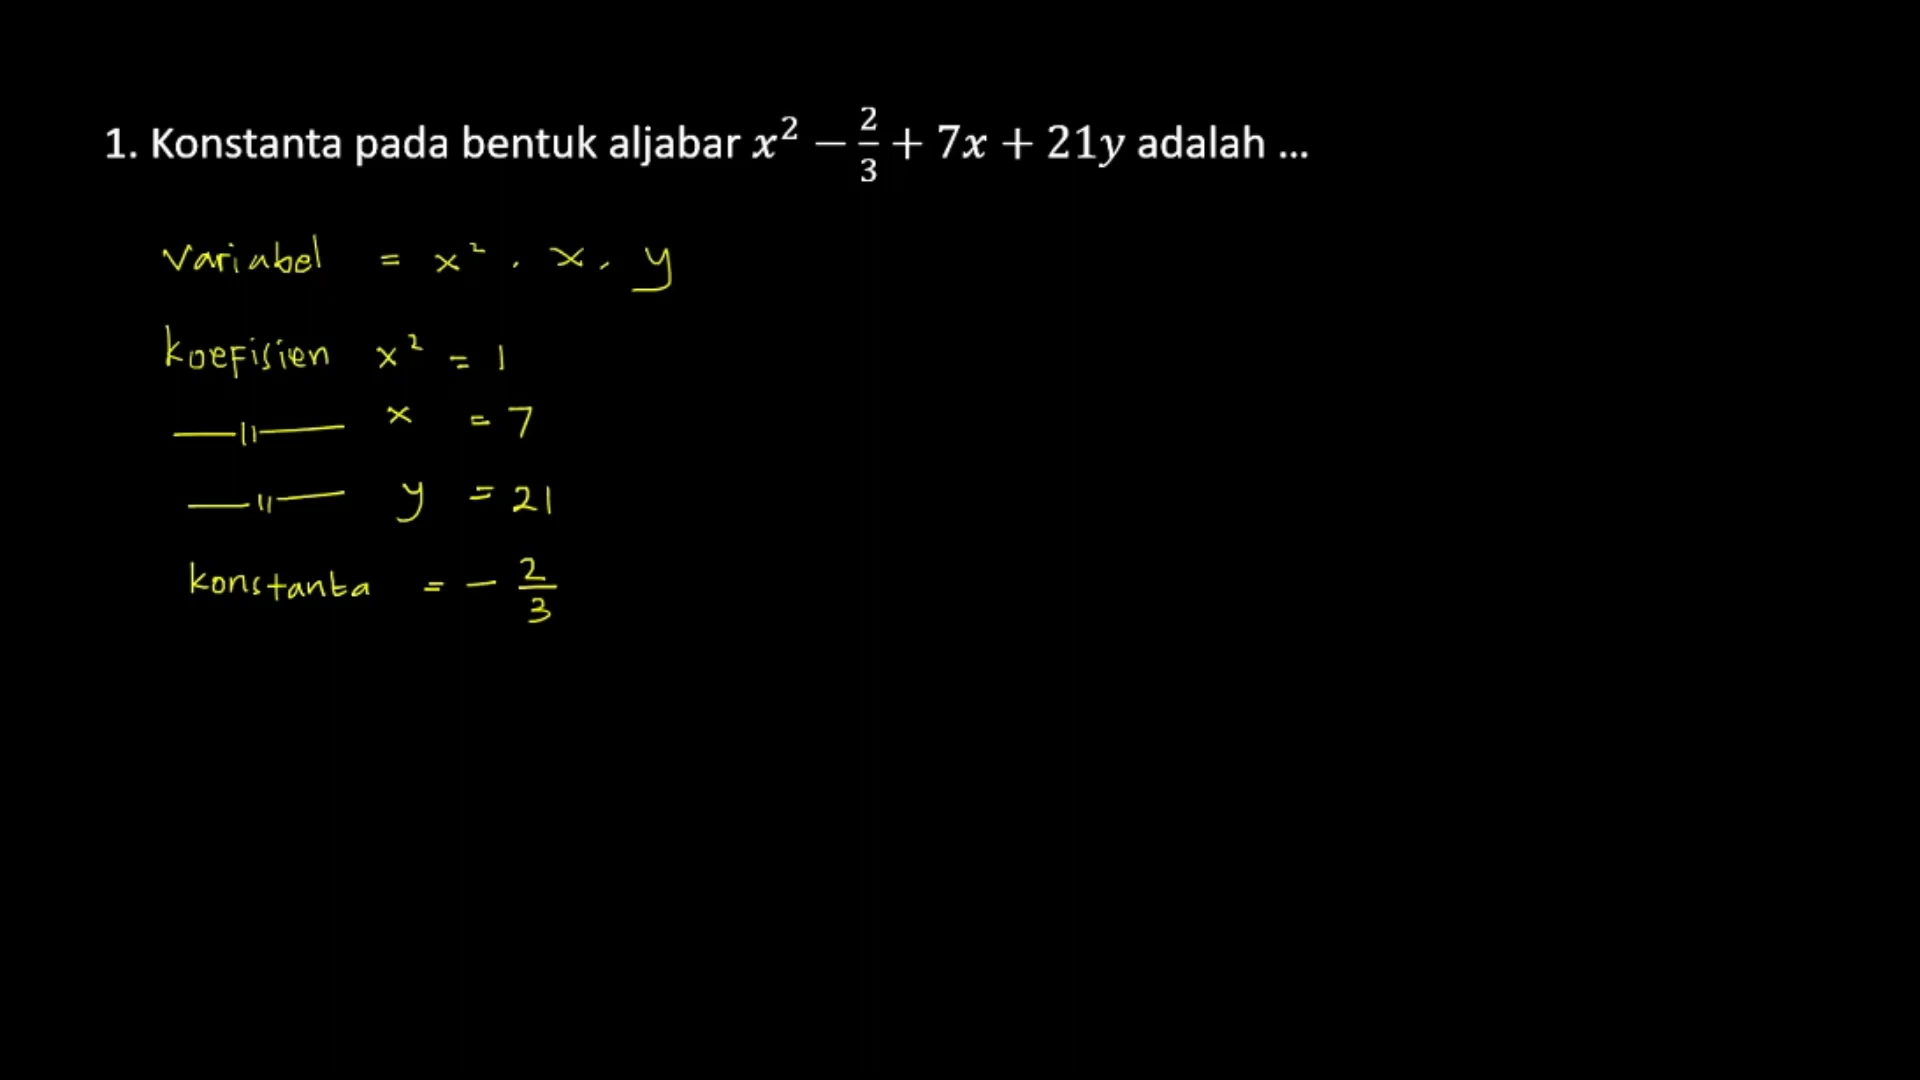 1. Konstanta pada bentuk aljabar x² − 2/3 + 7x + 21y adalah ...
Variabel = x², x, y
koefisien x² = 1
—〃— x = 7
—〃— y = 21
konstanta = − 2/3